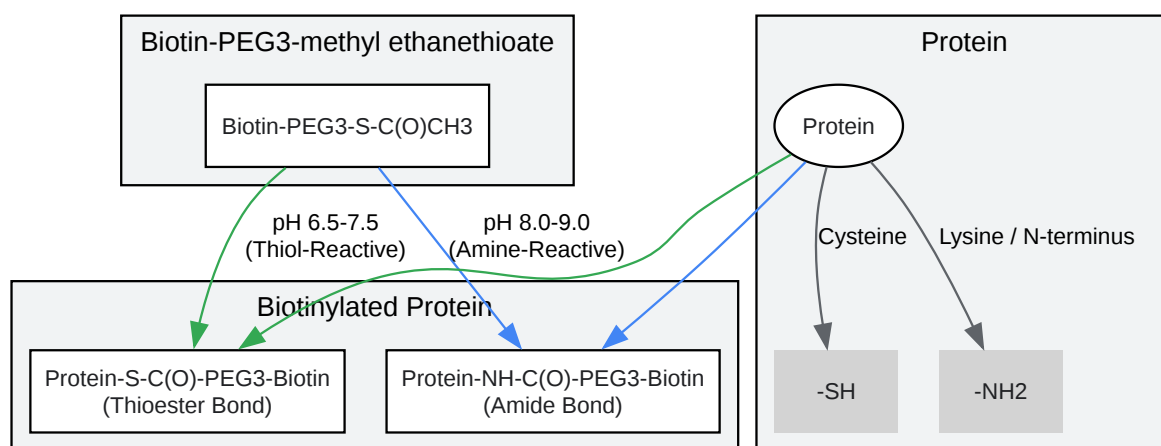 Biotin-PEG3-methyl ethanethioate
Biotin-PEG3-S-C(O)CH3
Protein
Protein
pH 6.5-7.5
(Thiol-Reactive)
pH 8.0-9.0
(Amine-Reactive)
Cysteine
Lysine / N-terminus
Biotinylated Protein
Protein-S-C(O)-PEG3-Biotin
(Thioester Bond)
Protein-NH-C(O)-PEG3-Biotin
(Amide Bond)
-SH
-NH2